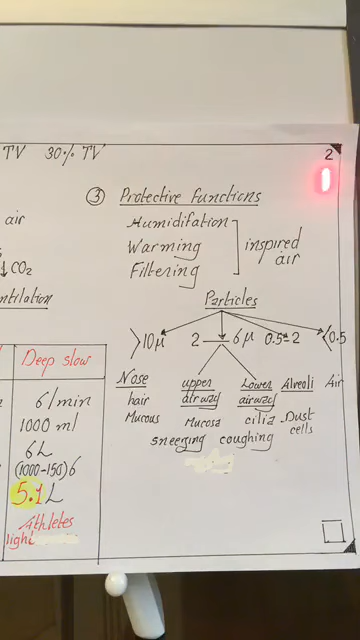 TV 30% TV
2
③ Protective Functions
air
Humidifation
Warming
Filtering
inspired
air
↓ CO2
ntilation
Particles
>10μ 2 — 6μ 0.5=2 <0.5
Deep slow
6/min
1000 ml
6L
(1000-150)6
5.1L
Athletes
light
Nose
hair
Mucous
upper
airway
Mucosa
sneezing
Lower
airway
cilia
coughing
Alveoli
Dust
cells
Air